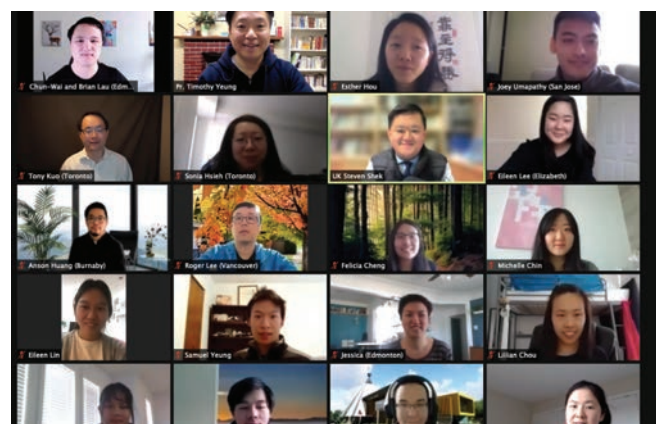 Chun-Wai and Brian Lau (Edm...
Pr. Timothy Yeung
Esther Hou
Joey Umapathy (San Jose)
Tony Kuo (Toronto)
Sonia Hsieh (Toronto)
UK Steven Shek
Eileen Lee (Elizabeth)
Anson Huang (Burnaby)
Roger Lee (Vancouver)
Felicia Cheng
Michelle Chin
Eileen Lin
Samuel Yeung
Jessica (Edmonton)
Lilian Chou